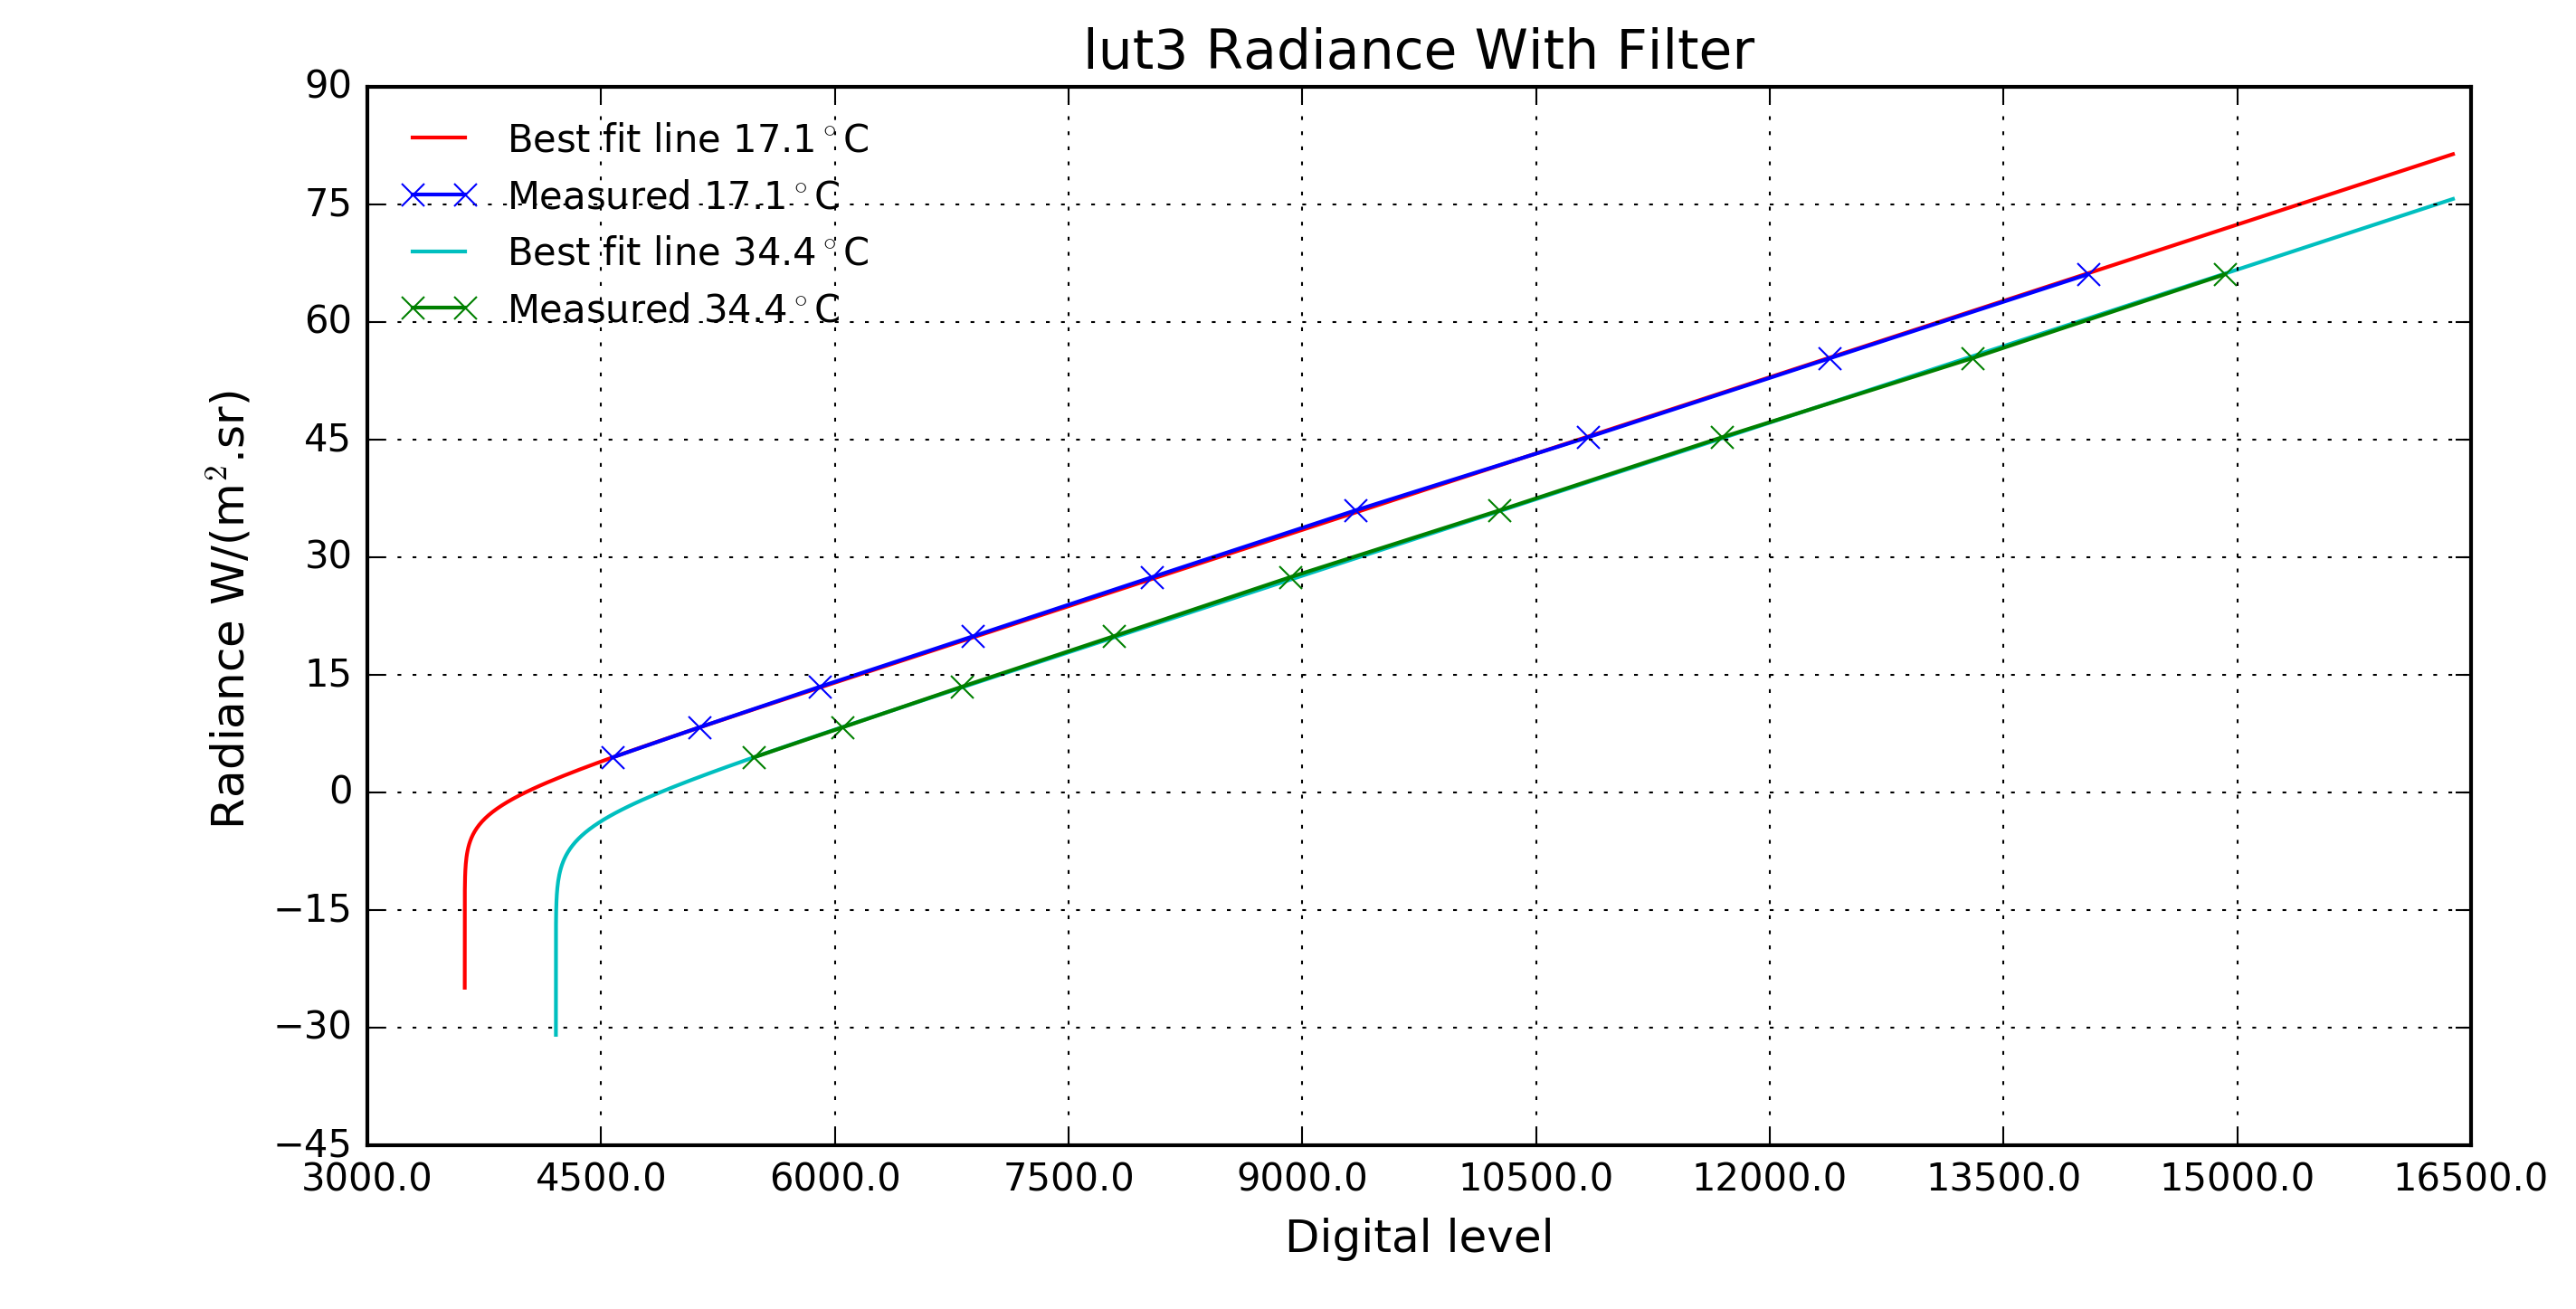 lut3 Radiance With Filter
Best fit line 17.1°C
Measured 17.1°C
Best fit line 34.4°C
Measured 34.4°C
Radiance W/(m².sr)
90
75
60
45
30
15
0
−15
−30
−45
3000.0 4500.0 6000.0 7500.0 9000.0 10500.0 12000.0 13500.0 15000.0 16500.0
Digital level